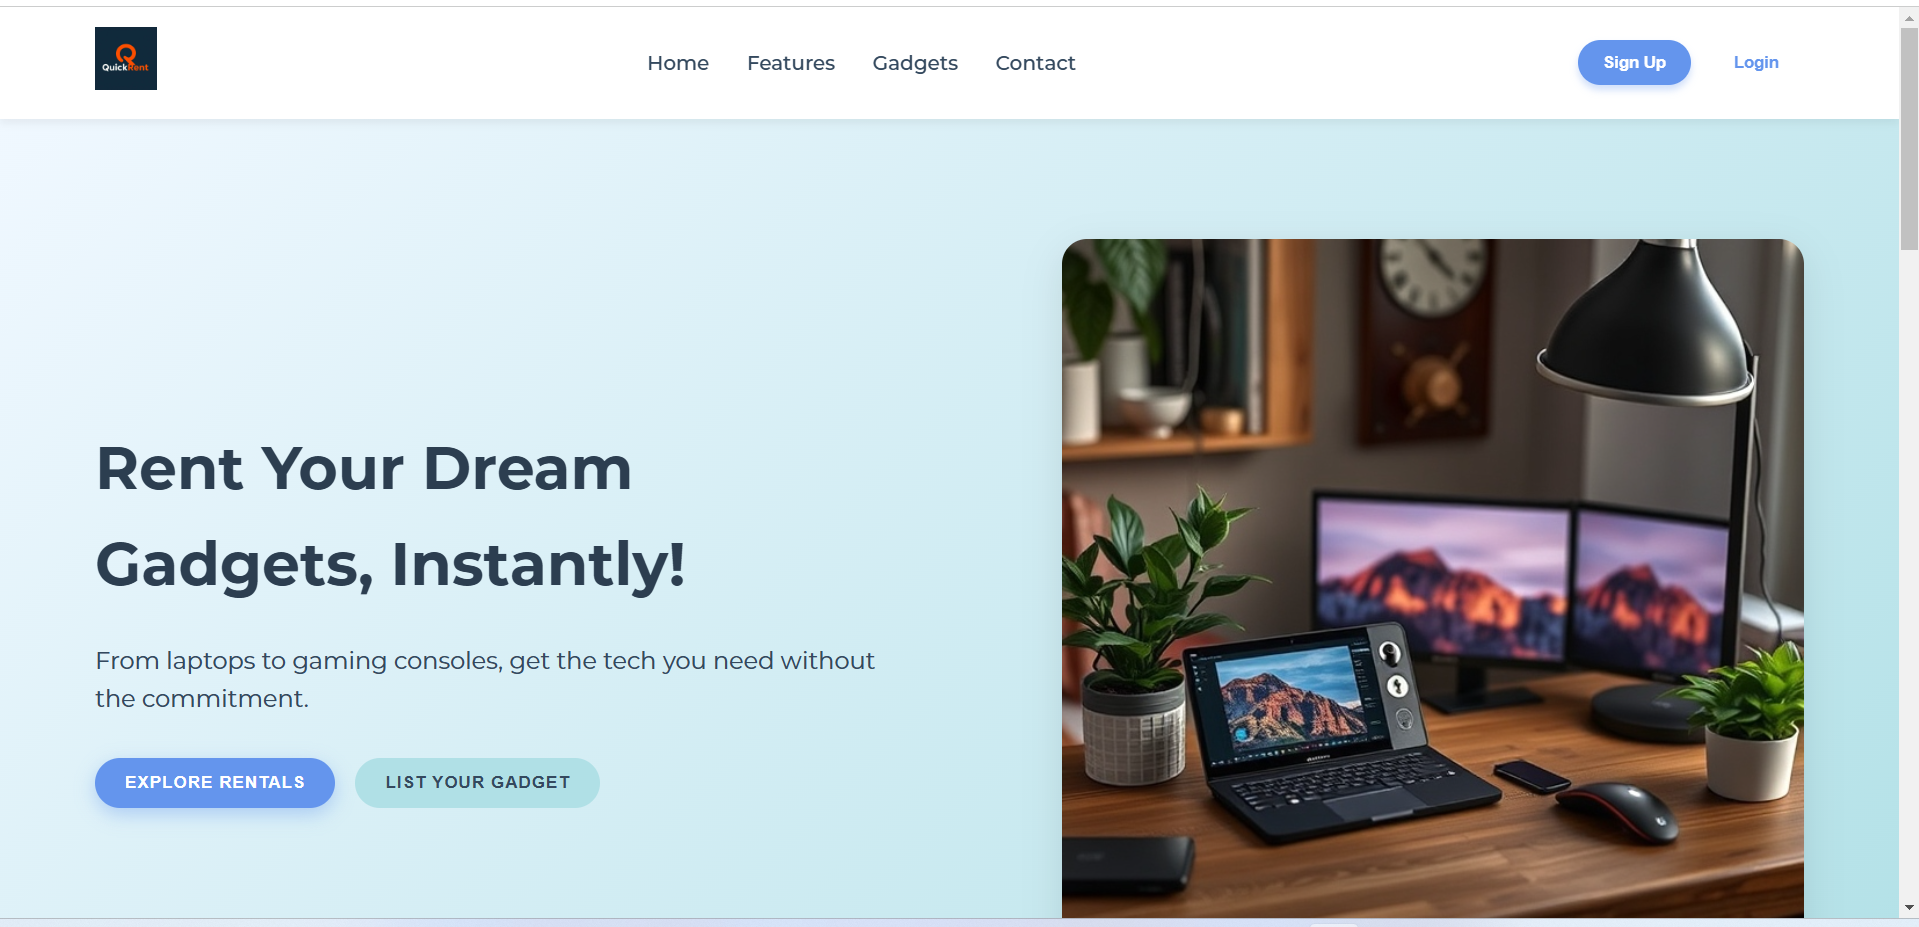 QuickRent
Home
Features
Gadgets
Contact
Sign Up
Login
Rent Your Dream
Gadgets, Instantly!
From laptops to gaming consoles, get the tech you need without
the commitment.
EXPLORE RENTALS
LIST YOUR GADGET